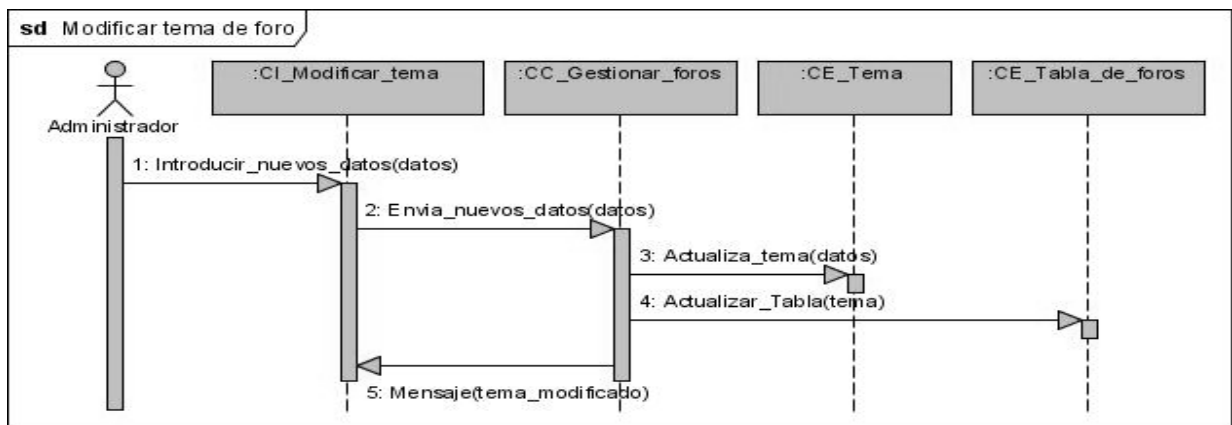 sd Modificar tema de foro
:CI_Modificar_tema
:CC_Gestionar_foros
:CE_Tema
:CE_Tabla_de_foros
Administrador
1: Introducir_nuevos_datos(datos)
2: Envia_nuevos_datos(datos)
3: Actualiza_tema(datos)
4: Actualizar_Tabla(tema)
5: Mensaje(tema_modificado)